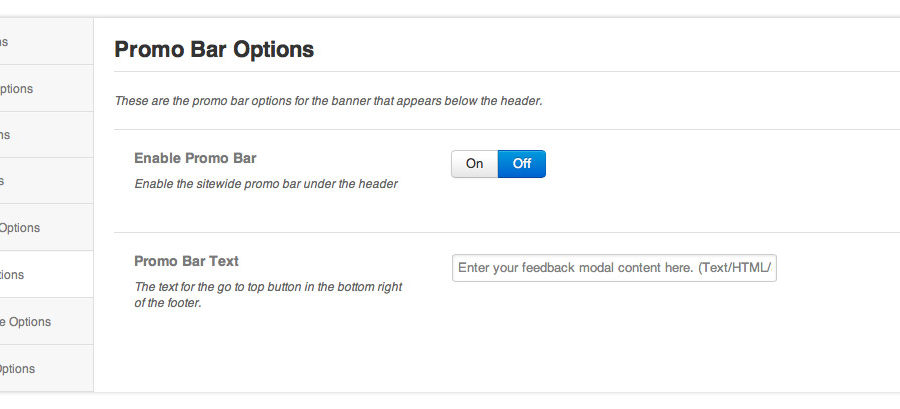 ns
Promo Bar Options
ptions
These are the promo bar options for the banner that appears below the header.
ns
Enable Promo Bar
On Off
s
Enable the sitewide promo bar under the header
Options
Promo Bar Text
Enter your feedback modal content here. (Text/HTML/
tions
The text for the go to top button in the bottom right
of the footer.
e Options
Options